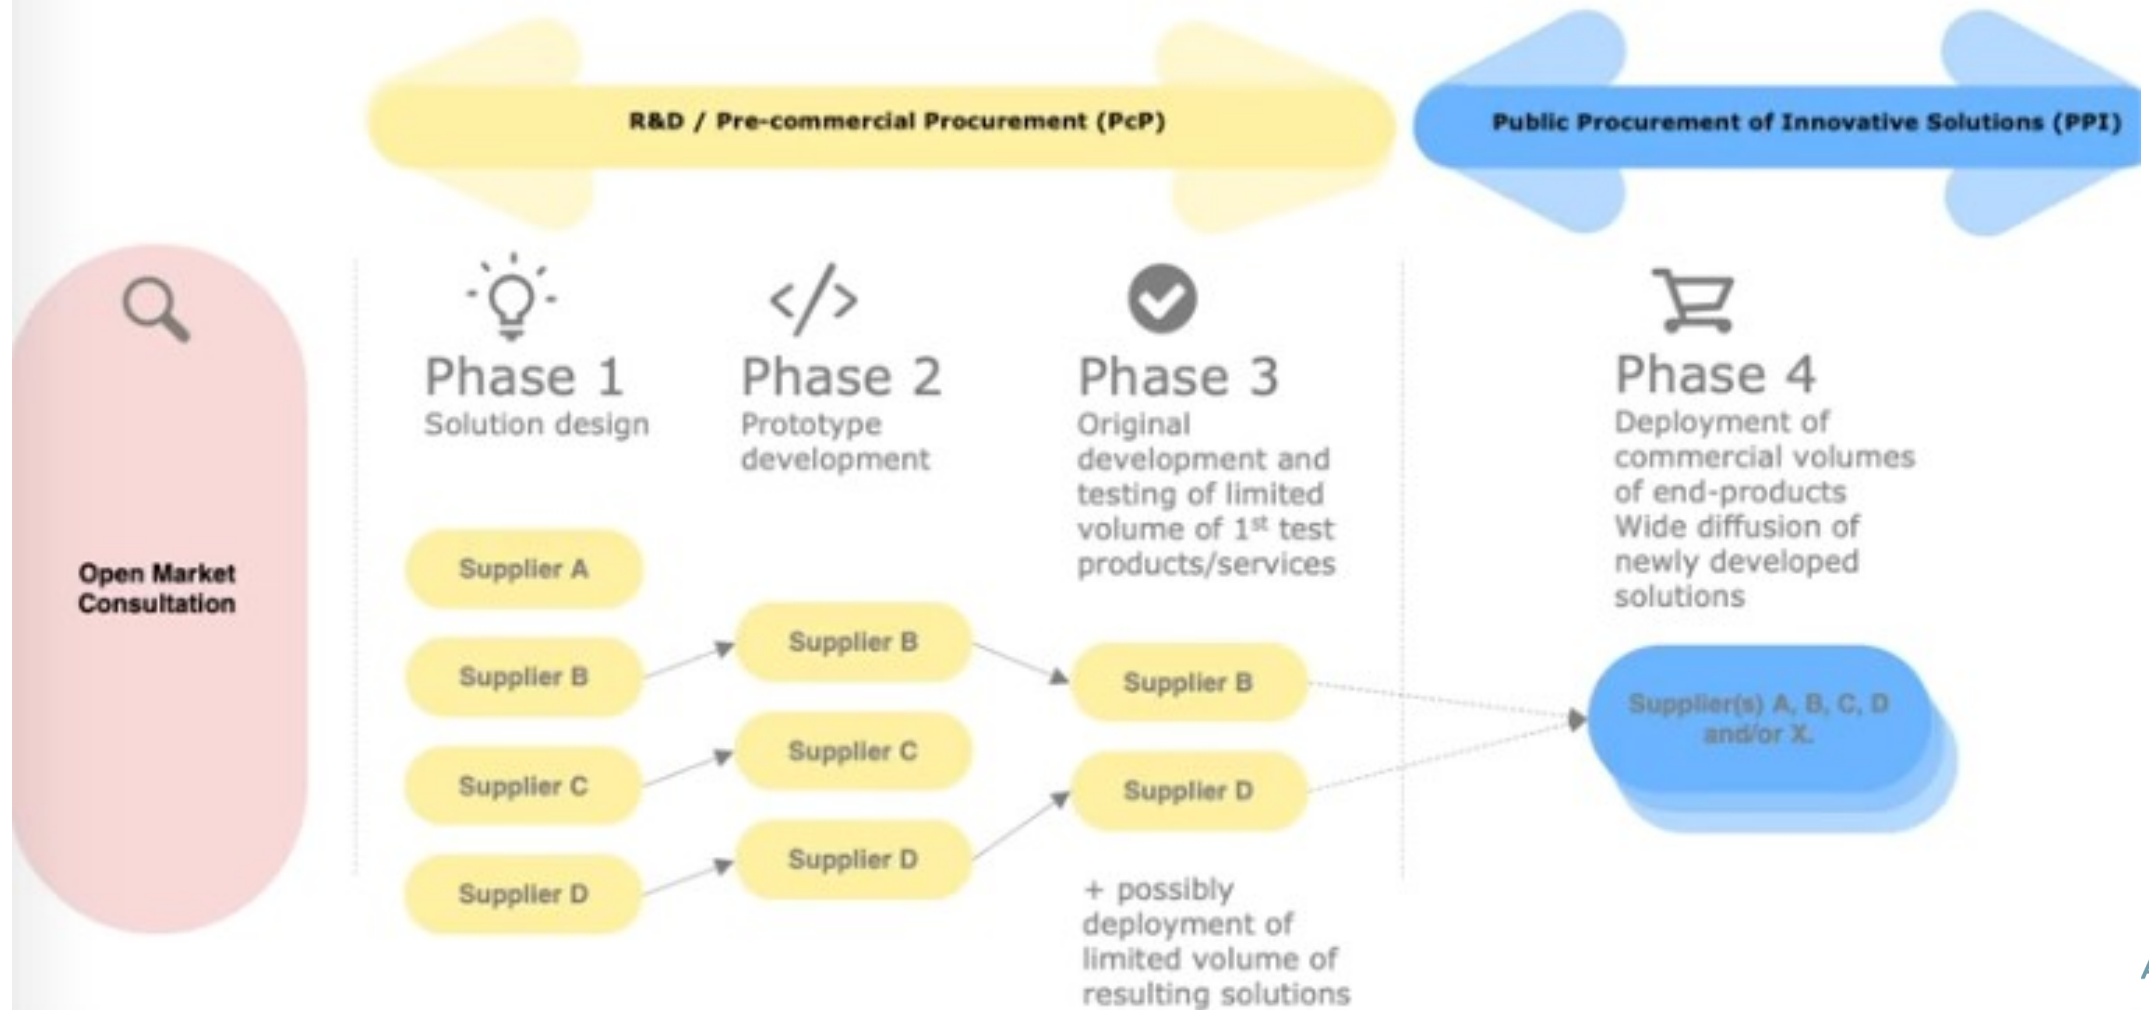 R&D / Pre-commercial Procurement (PcP)
Public Procurement of Innovative Solutions (PPI)
Open Market
Consultation
Phase 1
Solution design
Supplier A
Supplier B
Supplier C
Supplier D
</>
Phase 2
Prototype
development
Supplier B
Supplier C
Supplier D
Phase 3
Original
development and
testing of limited
volume of 1st test
products/services
Supplier B
Supplier D
+ possibly
deployment of
limited volume of
resulting solutions
Phase 4
Deployment of
commercial volumes
of end-products
Wide diffusion of
newly developed
solutions
Supplier(s) A, B, C, D
and/or X.